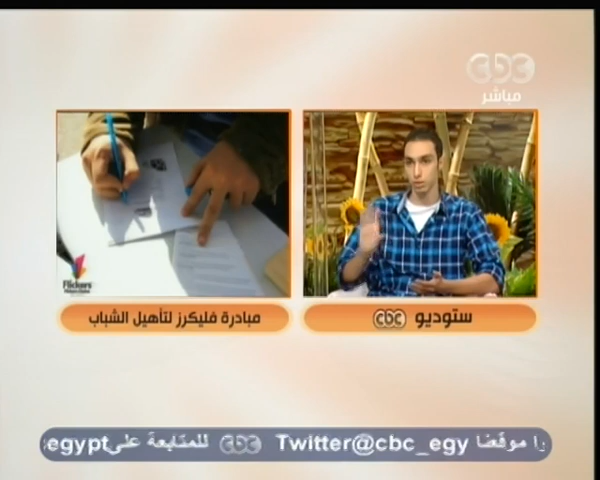 cbc
مباشر
Flickers
مبادرة فليكرز لتأهيل الشباب
ستوديو cbc
موقعنا Twitter@cbc_egy cbc للمتابعة على egypt